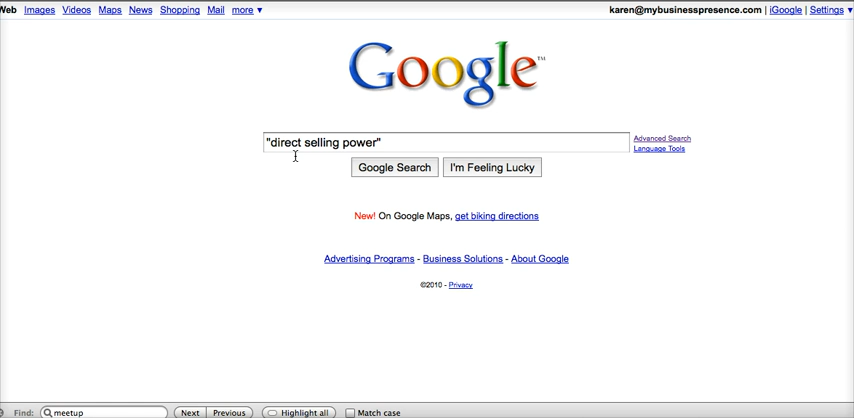 Web Images Videos Maps News Shopping Mail more ▼ karen@mybusinesspresence.com | iGoogle | Settings ▼
Google™
"direct selling power"
Advanced Search
Language Tools
Google Search I'm Feeling Lucky
New! On Google Maps, get biking directions
Advertising Programs - Business Solutions - About Google
©2010 - Privacy
Find: meetup Next Previous Highlight all Match case